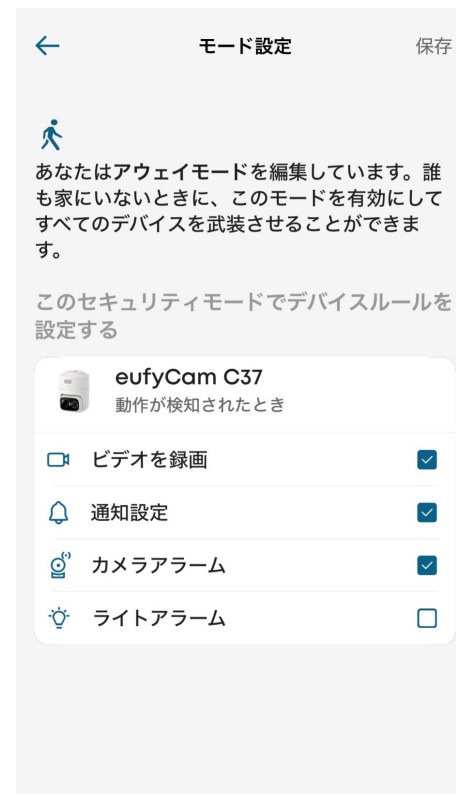 モード設定
保存
あなたはアウェイモードを編集しています。誰
も家にいないときに、このモードを有効にして
すべてのデバイスを武装させることができま
す。
このセキュリティモードでデバイスルールを
設定する
eufyCam C37
動作が検知されたとき
ビデオを録画
通知設定
カメラアラーム
ライトアラーム